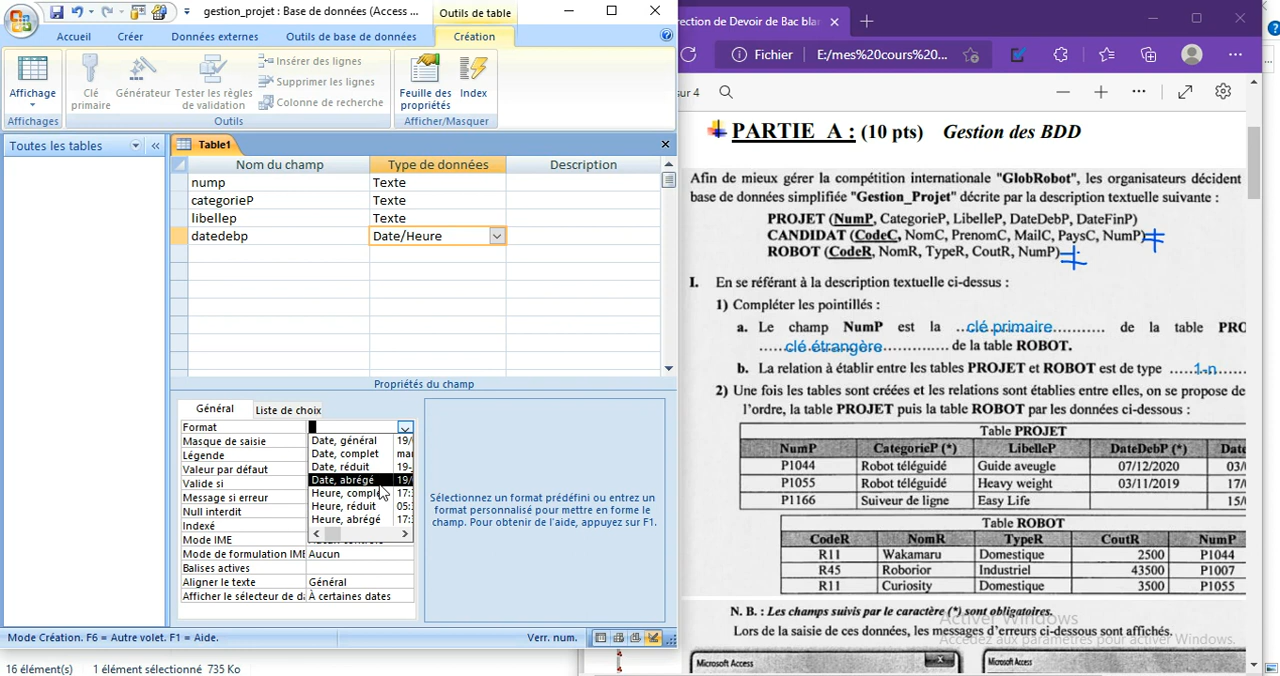 gestion_projet : Base de données (Access ...
Outils de table
Accueil
Créer
Données externes
Outils de base de données
Création
Affichage
Clé primaire
Générateur
Tester les règles de validation
Insérer des lignes
Supprimer les lignes
Colonne de recherche
Feuille des propriétés
Index
Affichages
Outils
Afficher/Masquer
Toutes les tables
Table1
Nom du champ Type de données Description
nump Texte
categorieP Texte
libellep Texte
datedebp Date/Heure
Propriétés du champ
Général Liste de choix
Format
Masque de saisie
Légende
Valeur par défaut
Valide si
Message si erreur
Null interdit
Indexé
Mode IME
Mode de formulation IME Aucun
Balises actives
Aligner le texte Général
Afficher le sélecteur de À certaines dates
Date, général 19/
Date, complet
Date, réduit 19-
Date, abrégé 19/
Heure, comple 17:
Heure, réduit 05:
Heure, abrégé 17:
Sélectionnez un format prédéfini ou entrez un
format personnalisé pour mettre en forme le
champ. Pour obtenir de l'aide, appuyez sur F1.
Mode Création. F6 = Autre volet. F1 = Aide. Verr. num.
16 élément(s) 1 élément sélectionné 735 Ko
rection de Devoir de Bac bla
Fichier E:/mes%20cours%20...
sur 4
PARTIE A : (10 pts) Gestion des BDD
Afin de mieux gérer la compétition internationale "GlobRobot", les organisateurs décident
base de données simplifiée "Gestion_Projet" décrite par la description textuelle suivante :
PROJET (NumP, CategorieP, LibelleP, DateDebP, DateFinP)
CANDIDAT (CodeC, NomC, PrenomC, MailC, PaysC, NumP)
ROBOT (CodeR, NomR, TypeR, CoutR, NumP)
I. En se référant à la description textuelle ci-dessus :
1) Compléter les pointillés :
a. Le champ NumP est la ..clé primaire........... de la table PRO
.....clé étrangère............... de la table ROBOT.
b. La relation à établir entre les tables PROJET et ROBOT est de type .....1-n.....
2) Une fois les tables sont créées et les relations sont établies entre elles, on se propose de
l'ordre, la table PROJET puis la table ROBOT par les données ci-dessous :
Table PROJET
NumP CategorieP (*) LibelleP DateDebP (*) Date
P1044 Robot téléguidé Guide aveugle 07/12/2020 03/
P1055 Robot téléguidé Heavy weight 03/11/2019 17/
P1166 Suiveur de ligne Easy Life 15/
Table ROBOT
CodeR NomR TypeR CoutR NumP
R11 Wakamaru Domestique 2500 P1044
R45 Roborior Industriel 43500 P1007
R11 Curiosity Domestique 3500 P1055
N. B. : Les champs suivis par le caractère (*) sont obligatoires.
Lors de la saisie de ces données, les messages d'erreurs ci-dessous sont affichés.
Activer Windows
Accédez aux paramètres pour activer Windows.
Microsoft Access
Microsoft Access